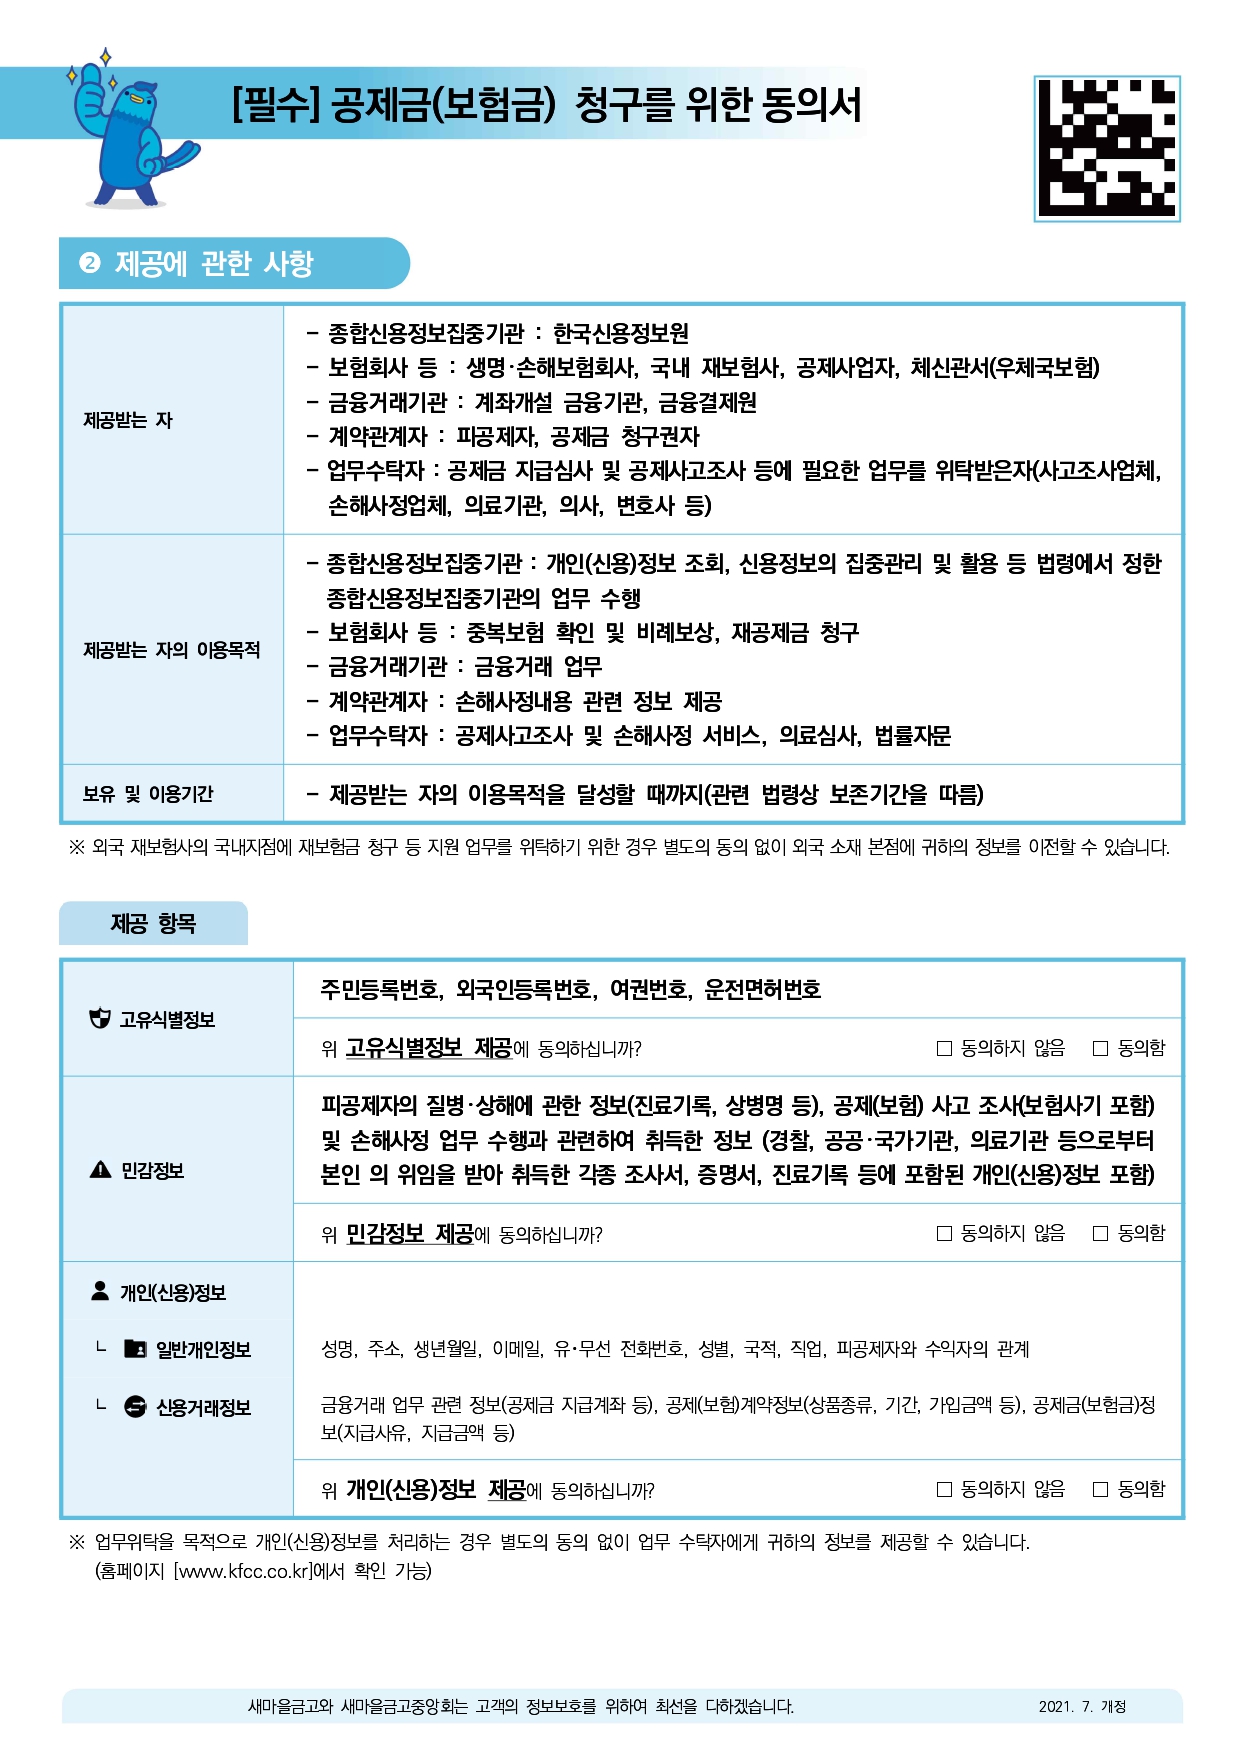 [필수] 공제금(보험금) 청구를 위한 동의서
❷ 제공에 관한 사항
제공받는 자
- 종합신용정보집중기관 : 한국신용정보원
- 보험회사 등 : 생명·손해보험회사, 국내 재보험사, 공제사업자, 체신관서(우체국보험)
- 금융거래기관 : 계좌개설 금융기관, 금융결제원
- 계약관계자 : 피공제자, 공제금 청구권자
- 업무수탁자 : 공제금 지급심사 및 공제사고조사 등에 필요한 업무를 위탁받은자(사고조사업체,
손해사정업체, 의료기관, 의사, 변호사 등)
제공받는 자의 이용목적
- 종합신용정보집중기관 : 개인(신용)정보 조회, 신용정보의 집중관리 및 활용 등 법령에서 정한
종합신용정보집중기관의 업무 수행
- 보험회사 등 : 중복보험 확인 및 비례보상, 재공제금 청구
- 금융거래기관 : 금융거래 업무
- 계약관계자 : 손해사정내용 관련 정보 제공
- 업무수탁자 : 공제사고조사 및 손해사정 서비스, 의료심사, 법률자문
보유 및 이용기간
- 제공받는 자의 이용목적을 달성할 때까지(관련 법령상 보존기간을 따름)
※ 외국 재보험사의 국내지점에 재보험금 청구 등 지원 업무를 위탁하기 위한 경우 별도의 동의 없이 외국 소재 본점에 귀하의 정보를 이전할 수 있습니다.
제공 항목
고유식별정보
주민등록번호, 외국인등록번호, 여권번호, 운전면허번호
위 고유식별정보 제공에 동의하십니까? □ 동의하지 않음 □ 동의함
민감정보
피공제자의 질병·상해에 관한 정보(진료기록, 상병명 등), 공제(보험) 사고 조사(보험사기 포함)
및 손해사정 업무 수행과 관련하여 취득한 정보 (경찰, 공공·국가기관, 의료기관 등으로부터
본인 의 위임을 받아 취득한 각종 조사서, 증명서, 진료기록 등에 포함된 개인(신용)정보 포함)
위 민감정보 제공에 동의하십니까? □ 동의하지 않음 □ 동의함
개인(신용)정보
└ 일반개인정보
성명, 주소, 생년월일, 이메일, 유·무선 전화번호, 성별, 국적, 직업, 피공제자와 수익자의 관계
└ 신용거래정보
금융거래 업무 관련 정보(공제금 지급계좌 등), 공제(보험)계약정보(상품종류, 기간, 가입금액 등), 공제금(보험금)정
보(지급사유, 지급금액 등)
위 개인(신용)정보 제공에 동의하십니까? □ 동의하지 않음 □ 동의함
※ 업무위탁을 목적으로 개인(신용)정보를 처리하는 경우 별도의 동의 없이 업무 수탁자에게 귀하의 정보를 제공할 수 있습니다.
(홈페이지 [www.kfcc.co.kr]에서 확인 가능)
새마을금고와 새마을금고중앙회는 고객의 정보보호를 위하여 최선을 다하겠습니다. 2021. 7. 개정